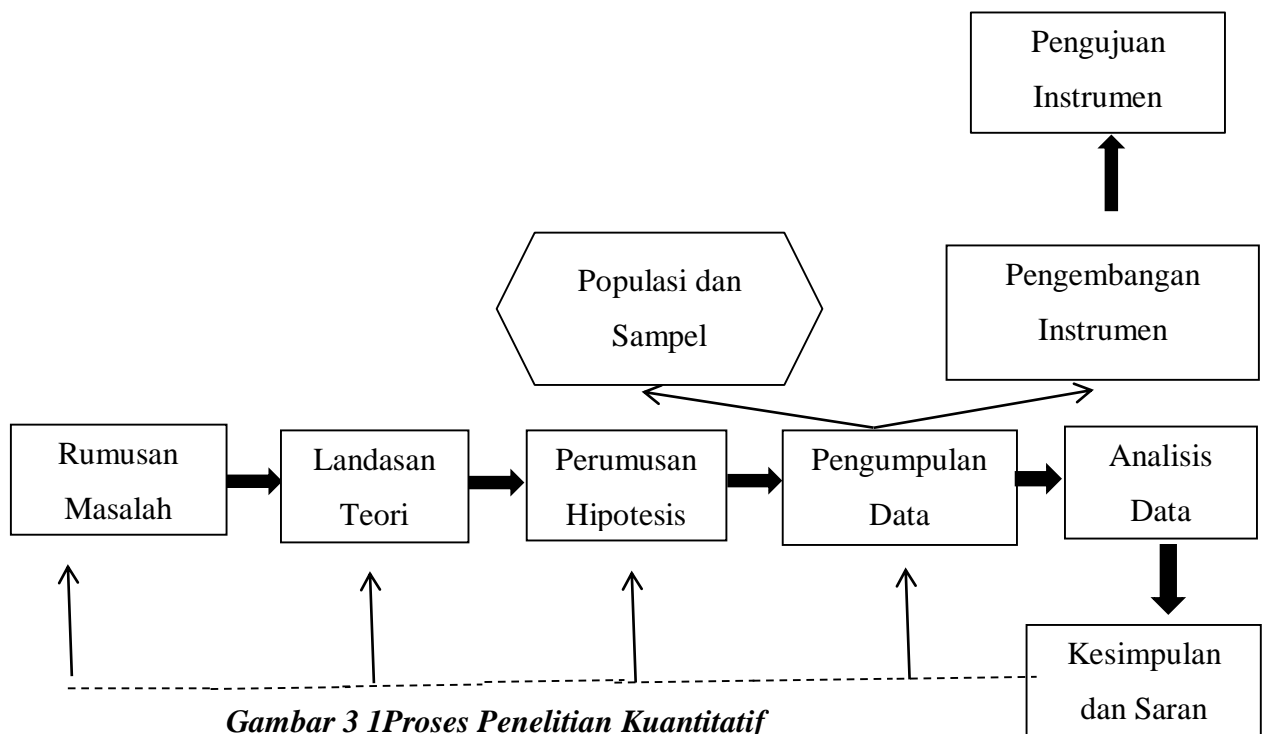 Pengujuan
Instrumen
Populasi dan
Sampel
Pengembangan
Instrumen
Rumusan
Masalah
Landasan
Teori
Perumusan
Hipotesis
Pengumpulan
Data
Analisis
Data
Kesimpulan
dan Saran
Gambar 3 1Proses Penelitian Kuantitatif